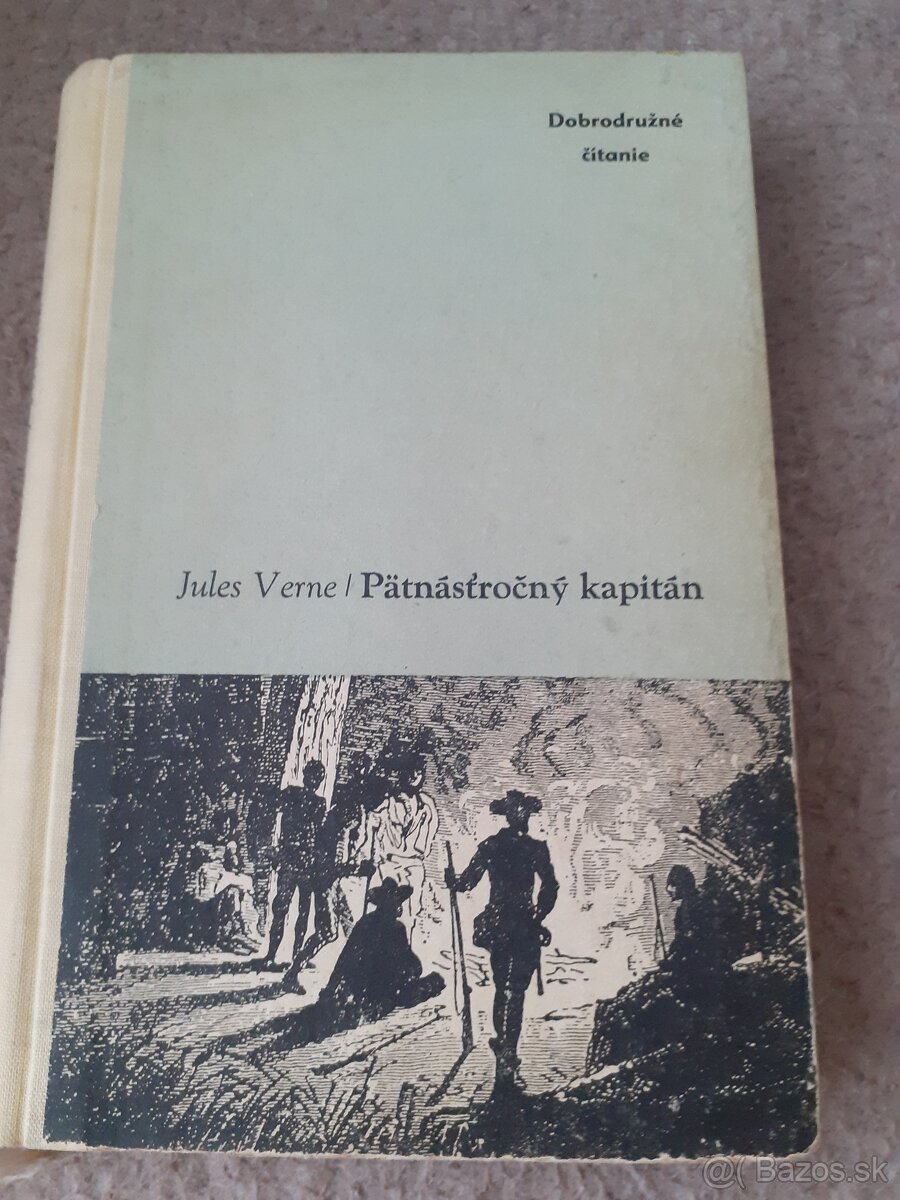 Dobrodružné
čítanie
Jules Verne / Pätnásťročný kapitán
@( Bazos.sk